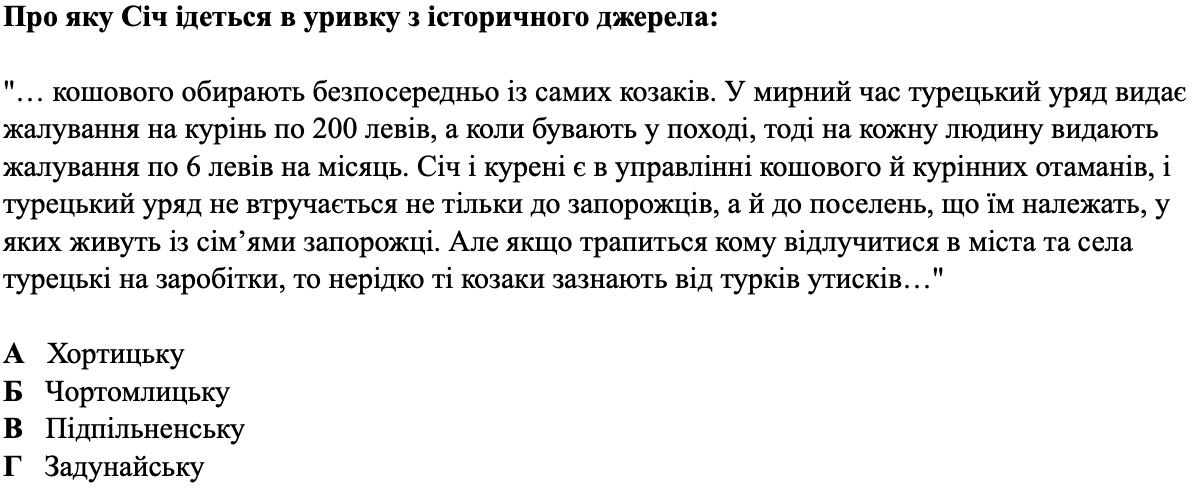 Про яку Січ ідеться в уривку з історичного джерела:
"… кошового обирають безпосередньо із самих козаків. У мирний час турецький уряд видає
жалування на курінь по 200 левів, а коли бувають у поході, тоді на кожну людину видають
жалування по 6 левів на місяць. Січ і курені є в управлінні кошового й курінних отаманів, і
турецький уряд не втручається не тільки до запорожців, а й до поселень, що їм належать, у
яких живуть із сім’ями запорожці. Але якщо трапиться кому відлучитися в міста та села
турецькі на заробітки, то нерідко ті козаки зазнають від турків утисків…"
А Хортицьку
Б Чортомлицьку
В Підпільненську
Г Задунайську